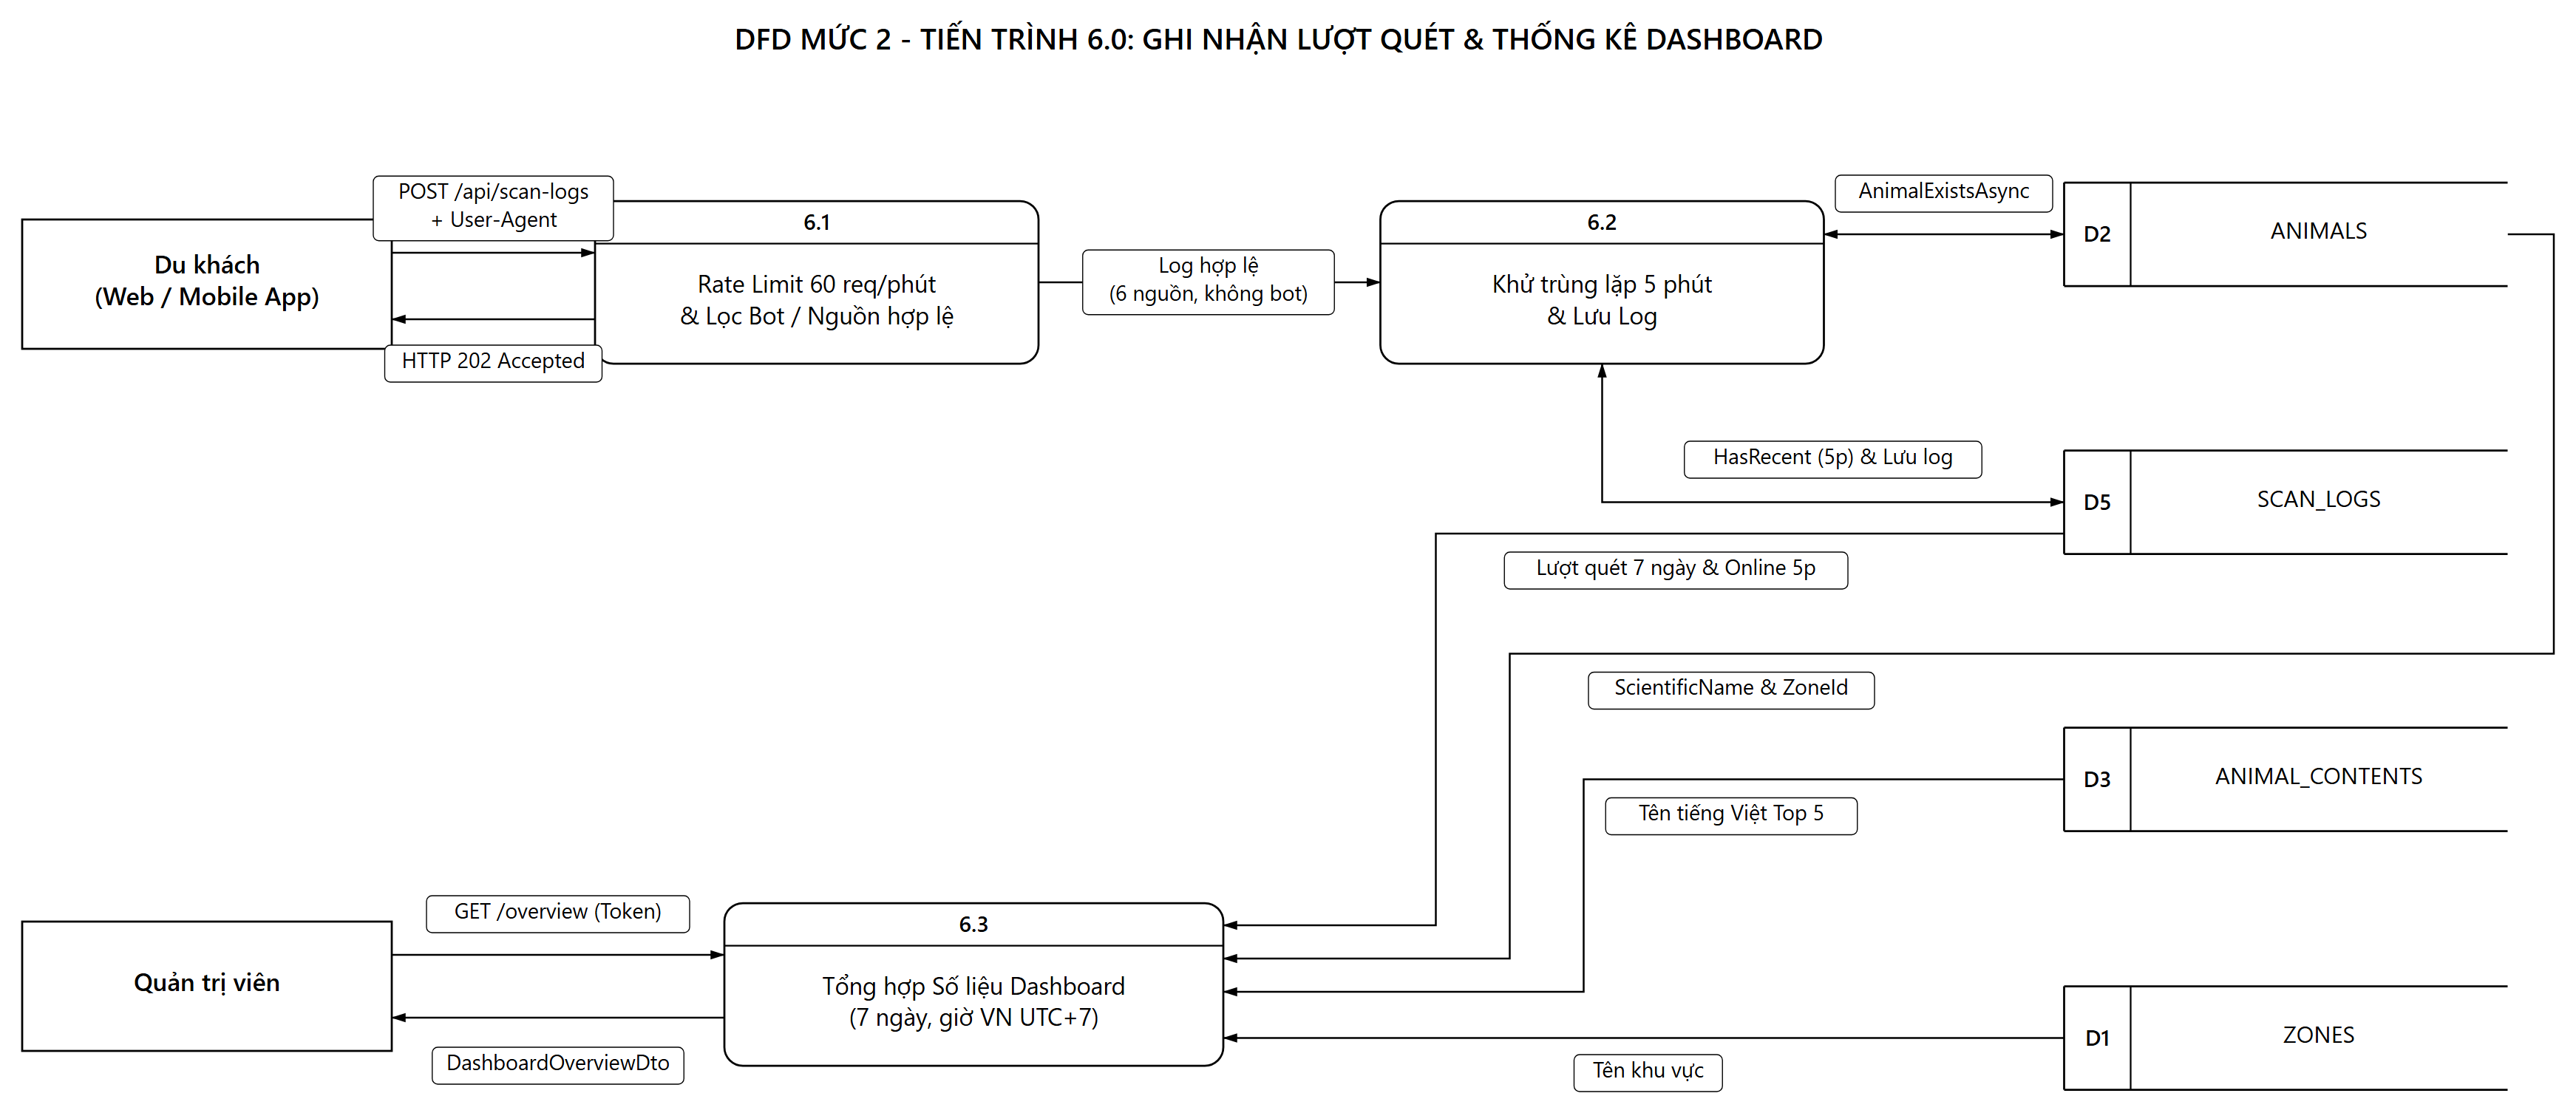 DFD MỨC 2 - TIẾN TRÌNH 6.0: GHI NHẬN LƯỢT QUÉT & THỐNG KÊ DASHBOARD
Du khách
(Web / Mobile App)
POST /api/scan-logs
+ User-Agent
HTTP 202 Accepted
6.1
Rate Limit 60 req/phút
& Lọc Bot / Nguồn hợp lệ
Log hợp lệ
(6 nguồn, không bot)
6.2
Khử trùng lặp 5 phút
& Lưu Log
AnimalExistsAsync
D2
ANIMALS
HasRecent (5p) & Lưu log
D5
SCAN_LOGS
Lượt quét 7 ngày & Online 5p
ScientificName & ZoneId
D3
ANIMAL_CONTENTS
Tên tiếng Việt Top 5
Quản trị viên
GET /overview (Token)
DashboardOverviewDto
6.3
Tổng hợp Số liệu Dashboard
(7 ngày, giờ VN UTC+7)
Tên khu vực
D1
ZONES